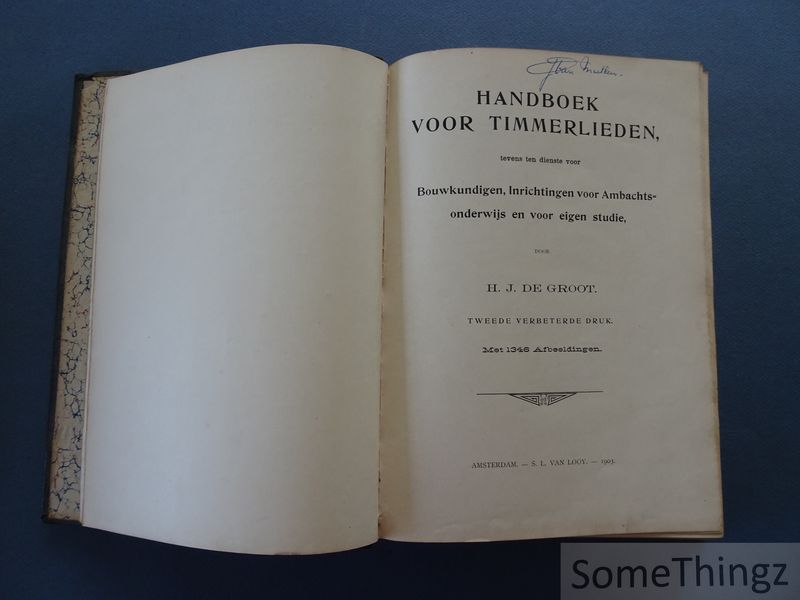 HANDBOEK
VOOR TIMMERLIEDEN,
tevens ten dienste voor
Bouwkundigen, Inrichtingen voor Ambachts-
onderwijs en voor eigen studie,
DOOR
H. J. DE GROOT.
TWEEDE VERBETERDE DRUK.
Met 1346 Afbeeldingen.
AMSTERDAM. — S. L. VAN LOOY. — 1903.
SomeThingz